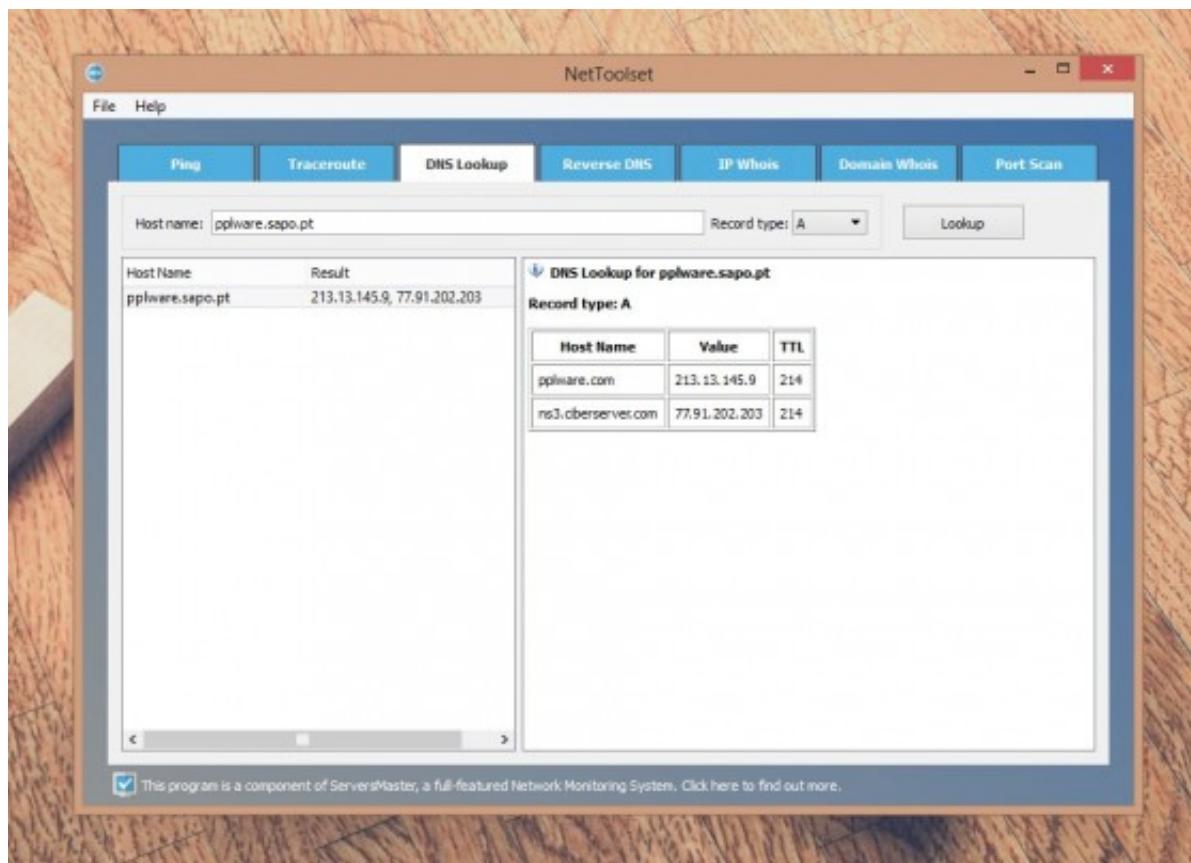 NetToolset
File Help
Ping Traceroute DNS Lookup Reverse DNS IP Whois Domain Whois Port Scan
Host name: pplware.sapo.pt Record type: A Lookup
Host Name Result
pplware.sapo.pt 213.13.145.9, 77.91.202.203
DNS Lookup for pplware.sapo.pt
Record type: A
Host Name Value TTL
pplware.com 213.13.145.9 214
ns3.ciberserver.com 77.91.202.203 214
This program is a component of ServersMaster, a full-featured Network Monitoring System. Click here to find out more.